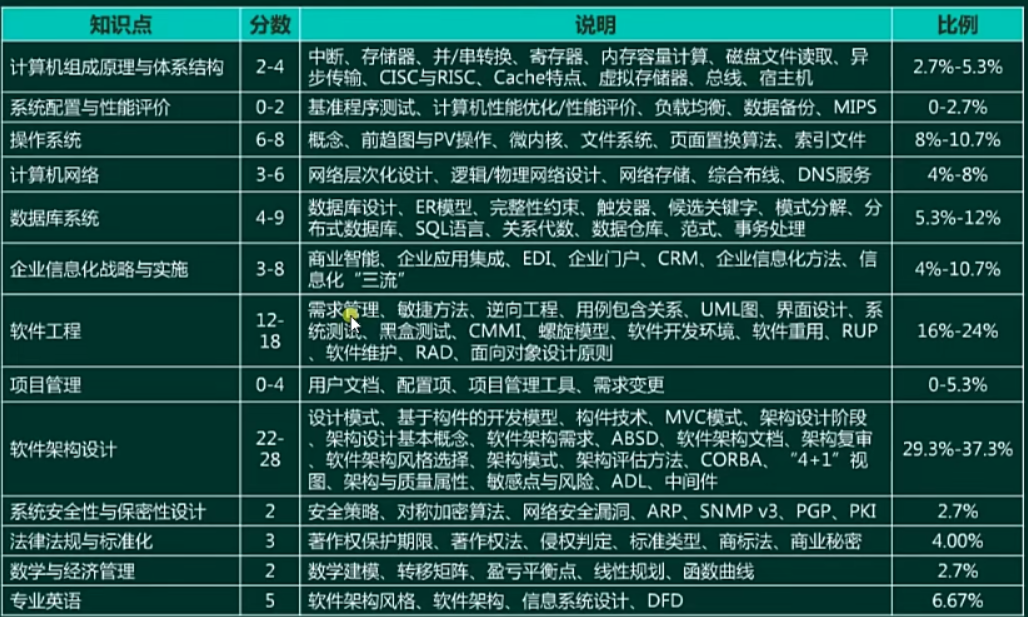 知识点 分数 说明 比例
计算机组成原理与体系结构 2-4 中断、存储器、并/串转换、寄存器、内存容量计算、磁盘文件读取、异 2.7%-5.3%
步传输、CISC与RISC、Cache特点、虚拟存储器、总线、宿主机
系统配置与性能评价 0-2 基准程序测试、计算机性能优化/性能评价、负载均衡、数据备份、MIPS 0-2.7%
操作系统 6-8 概念、前趋图与PV操作、微内核、文件系统、页面置换算法、索引文件 8%-10.7%
计算机网络 3-6 网络层次化设计、逻辑/物理网络设计、网络存储、综合布线、DNS服务 4%-8%
数据库系统 4-9 数据库设计、ER模型、完整性约束、触发器、候选关键字、模式分解、分 5.3%-12%
布式数据库、SQL语言、关系代数、数据仓库、范式、事务处理
企业信息化战略与实施 3-8 商业智能、企业应用集成、EDI、企业门户、CRM、企业信息化方法、信 4%-10.7%
息化“三流”
软件工程 12- 需求管理、敏捷方法、逆向工程、用例包含关系、UML图、界面设计、系 16%-24%
18 统测试、黑盒测试、CMMI、螺旋模型、软件开发环境、软件重用、RUP
、软件维护、RAD、面向对象设计原则
项目管理 0-4 用户文档、配置项、项目管理工具、需求变更 0-5.3%
软件架构设计 22- 设计模式、基于构件的开发模型、构件技术、MVC模式、架构设计阶段 29.3%-37.3%
28 、架构设计基本概念、软件架构需求、ABSD、软件架构文档、架构复审
、软件架构风格选择、架构模式、架构评估方法、CORBA、“4+1”视
图、架构与质量属性、敏感点与风险、ADL、中间件
系统安全性与保密性设计 2 安全策略、对称加密算法、网络安全漏洞、ARP、SNMP v3、PGP、PKI 2.7%
法律法规与标准化 3 著作权保护期限、著作权法、侵权判定、标准类型、商标法、商业秘密 4.00%
数学与经济管理 2 数学建模、转移矩阵、盈亏平衡点、线性规划、函数曲线 2.7%
专业英语 5 软件架构风格、软件架构、信息系统设计、DFD 6.67%